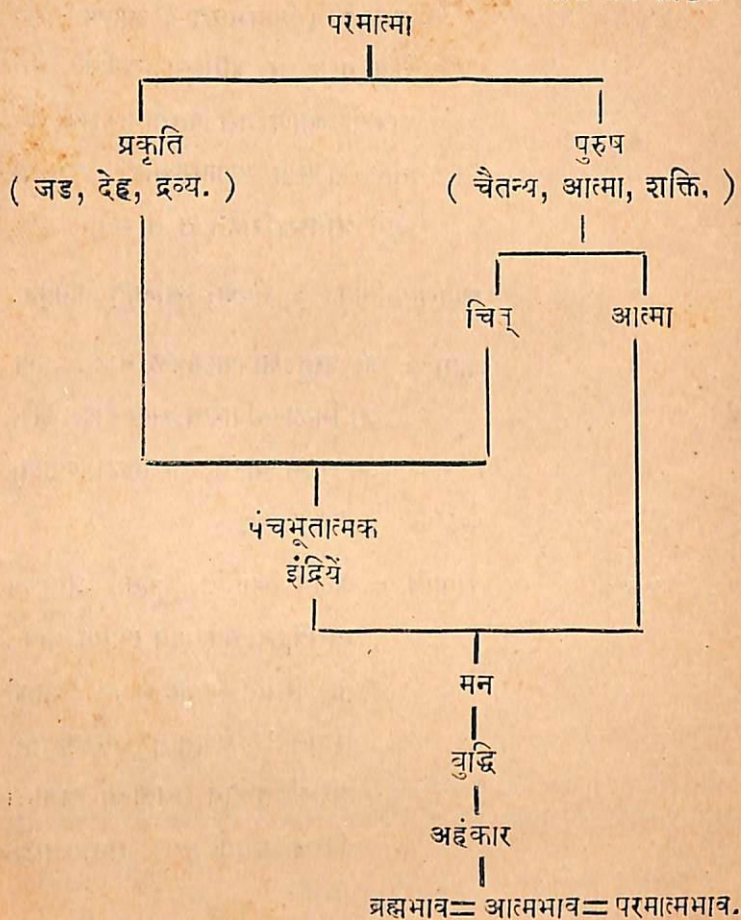 परमात्मा
प्रकृति पुरुष
( जड, देह, द्रव्य. ) ( चैतन्य, आत्मा, शक्ति. )
चित् आत्मा
पंचभूतात्मक
इंद्रियें
मन
बुद्धि
अहंकार
ब्रह्मभाव = आत्मभाव = परमात्मभाव.